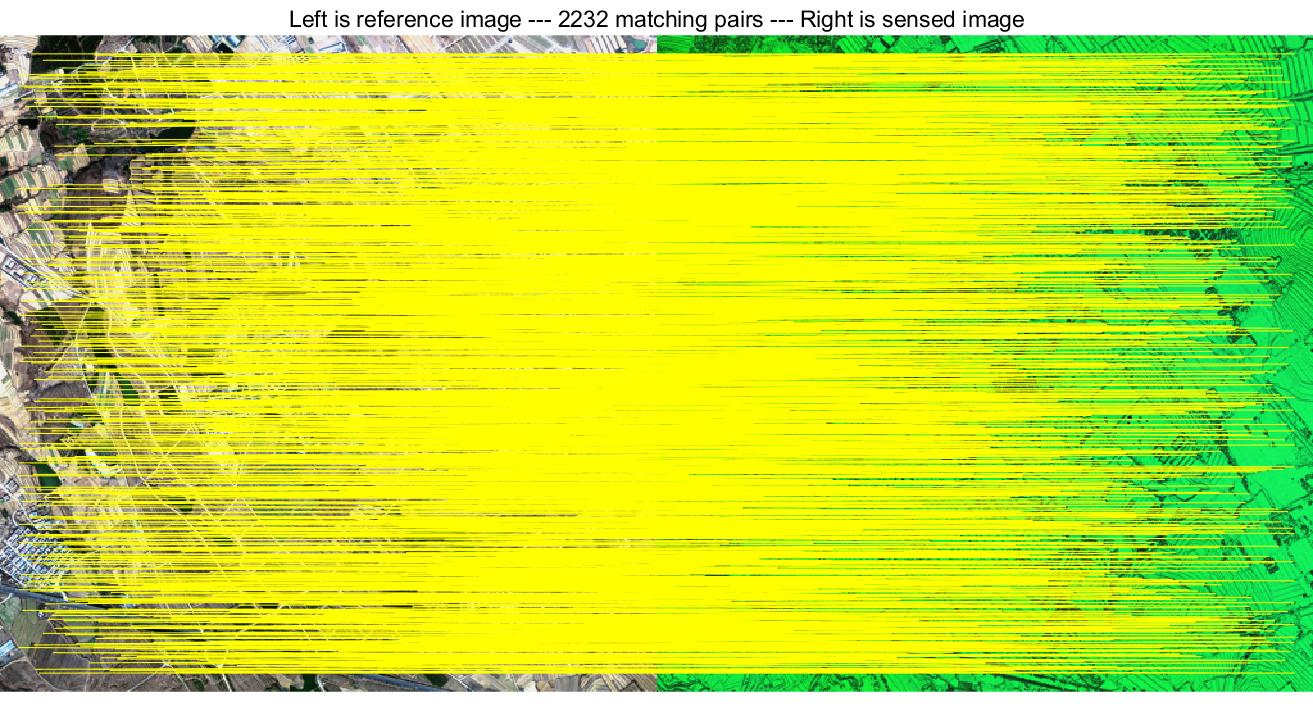 Left is reference image --- 2232 matching pairs --- Right is sensed image